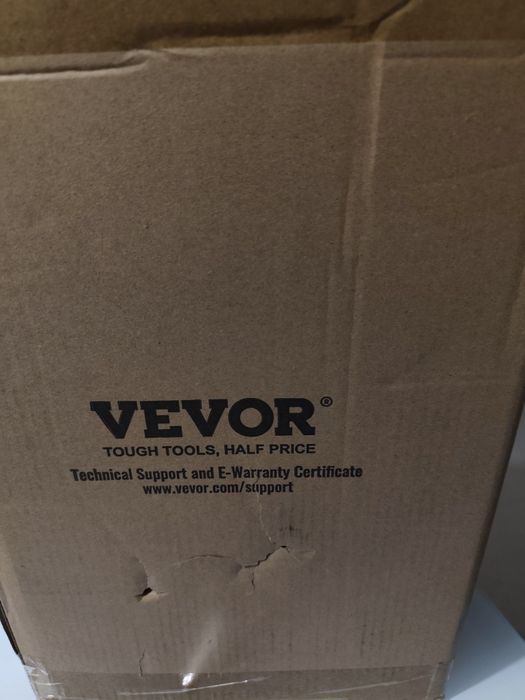 VEVOR®
TOUGH TOOLS, HALF PRICE
Technical Support and E-Warranty Certificate
www.vevor.com/support